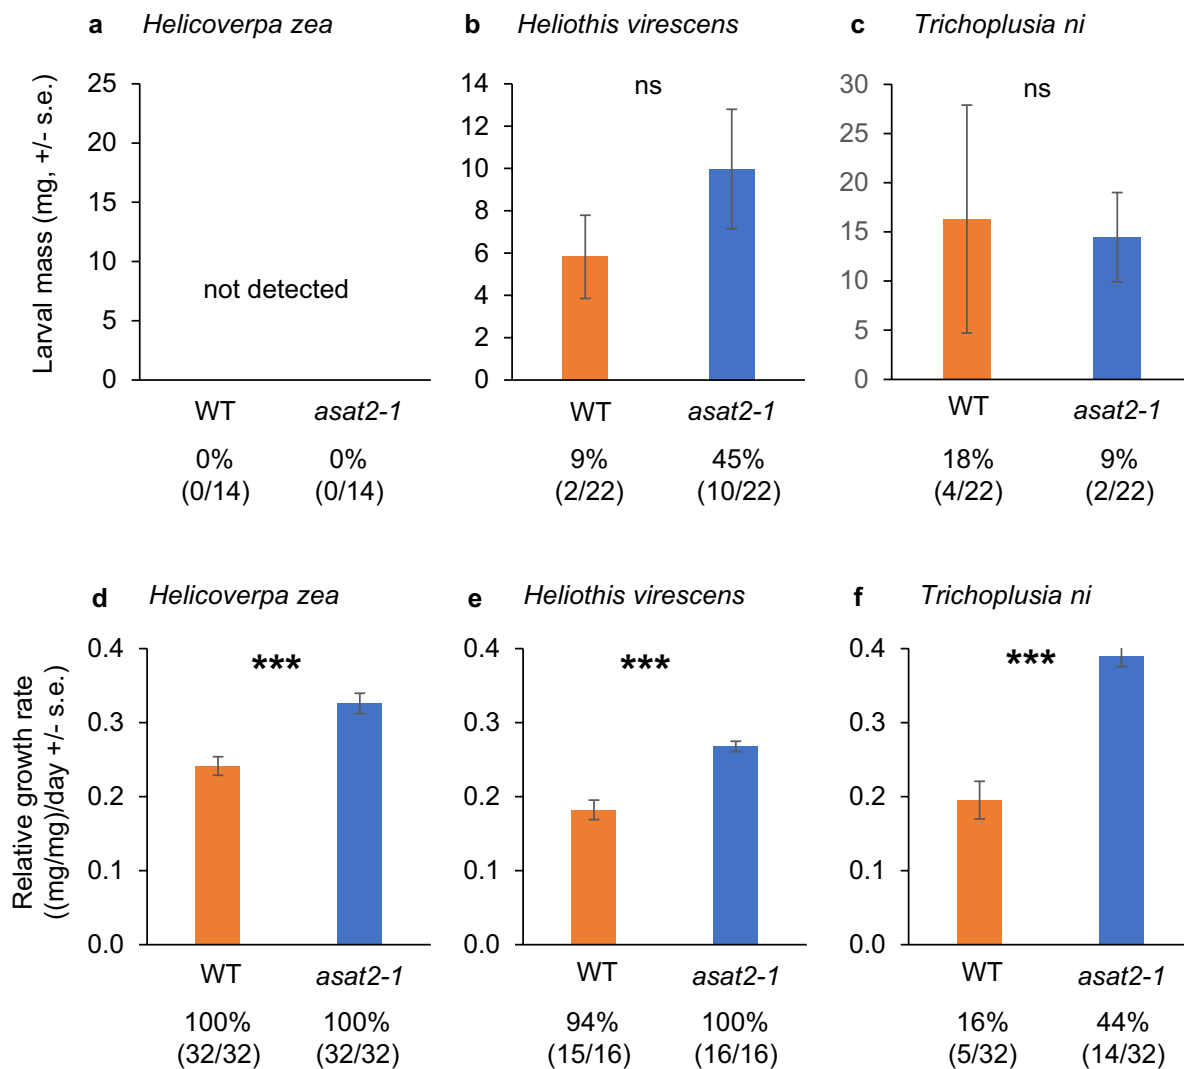 a Helicoverpa zea
b Heliothis virescens
c Trichoplusia ni
Larval mass (mg, +/- s.e.)
25
20
15
10
5
0
not detected
WT asat2-1
0% 0%
(0/14) (0/14)
14
12
10
8
6
4
2
0
ns
WT asat2-1
9% 45%
(2/22) (10/22)
30
25
20
15
10
5
0
ns
WT asat2-1
18% 9%
(4/22) (2/22)
d Helicoverpa zea
e Heliothis virescens
f Trichoplusia ni
Relative growth rate
((mg/mg)/day +/- s.e.)
0.4
0.3
0.2
0.1
0.0
***
WT asat2-1
100% 100%
(32/32) (32/32)
0.4
0.3
0.2
0.1
0.0
***
WT asat2-1
94% 100%
(15/16) (16/16)
0.4
0.3
0.2
0.1
0.0
***
WT asat2-1
16% 44%
(5/32) (14/32)